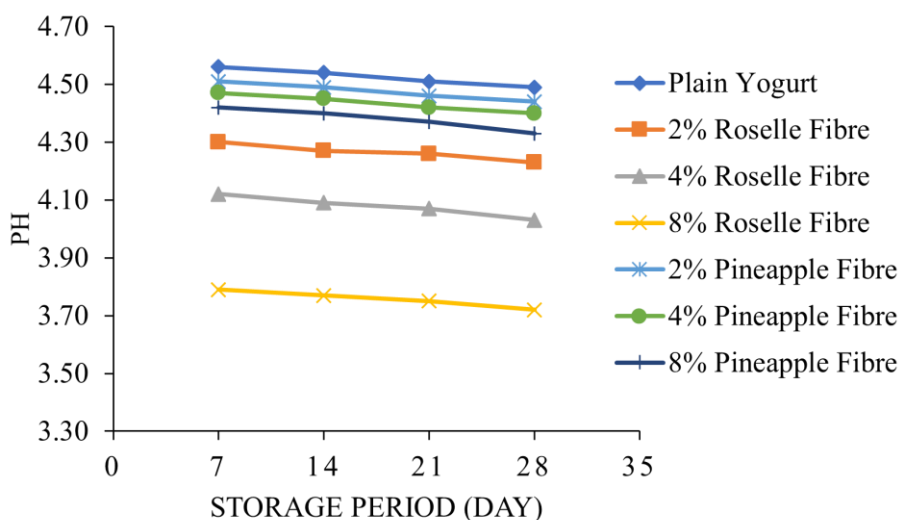 4.70
4.50
4.30
4.10
3.90
3.70
3.50
3.30
PH
0 7 14 21 28 35
STORAGE PERIOD (DAY)
Plain Yogurt
2% Roselle Fibre
4% Roselle Fibre
8% Roselle Fibre
2% Pineapple Fibre
4% Pineapple Fibre
8% Pineapple Fibre